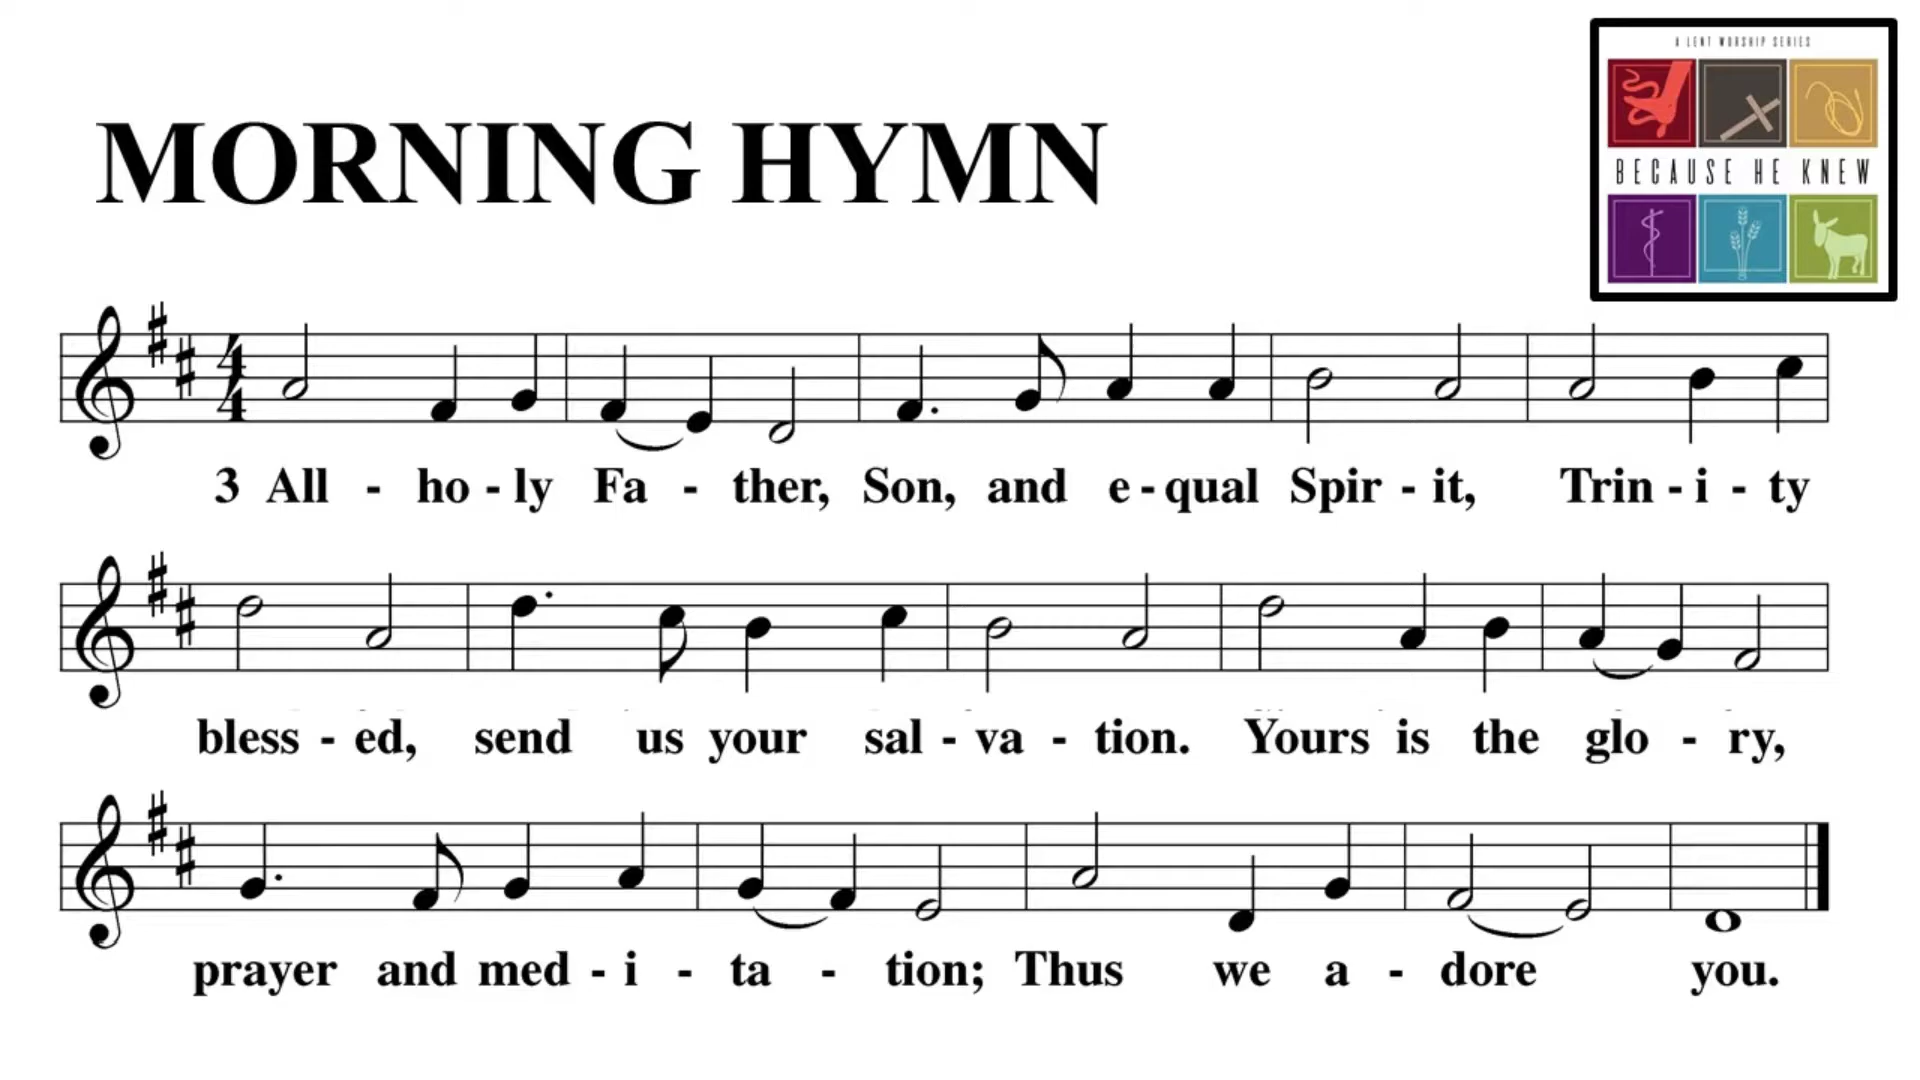 A LENT WORSHIP SERIES
MORNING HYMN
BECAUSE HE KNEW
4
4
3 All - ho - ly Fa - ther, Son, and e - qual Spir - it, Trin - i - ty
bless - ed, send us your sal - va - tion. Yours is the glo - ry,
prayer and med - i - ta - tion; Thus we a - dore you.